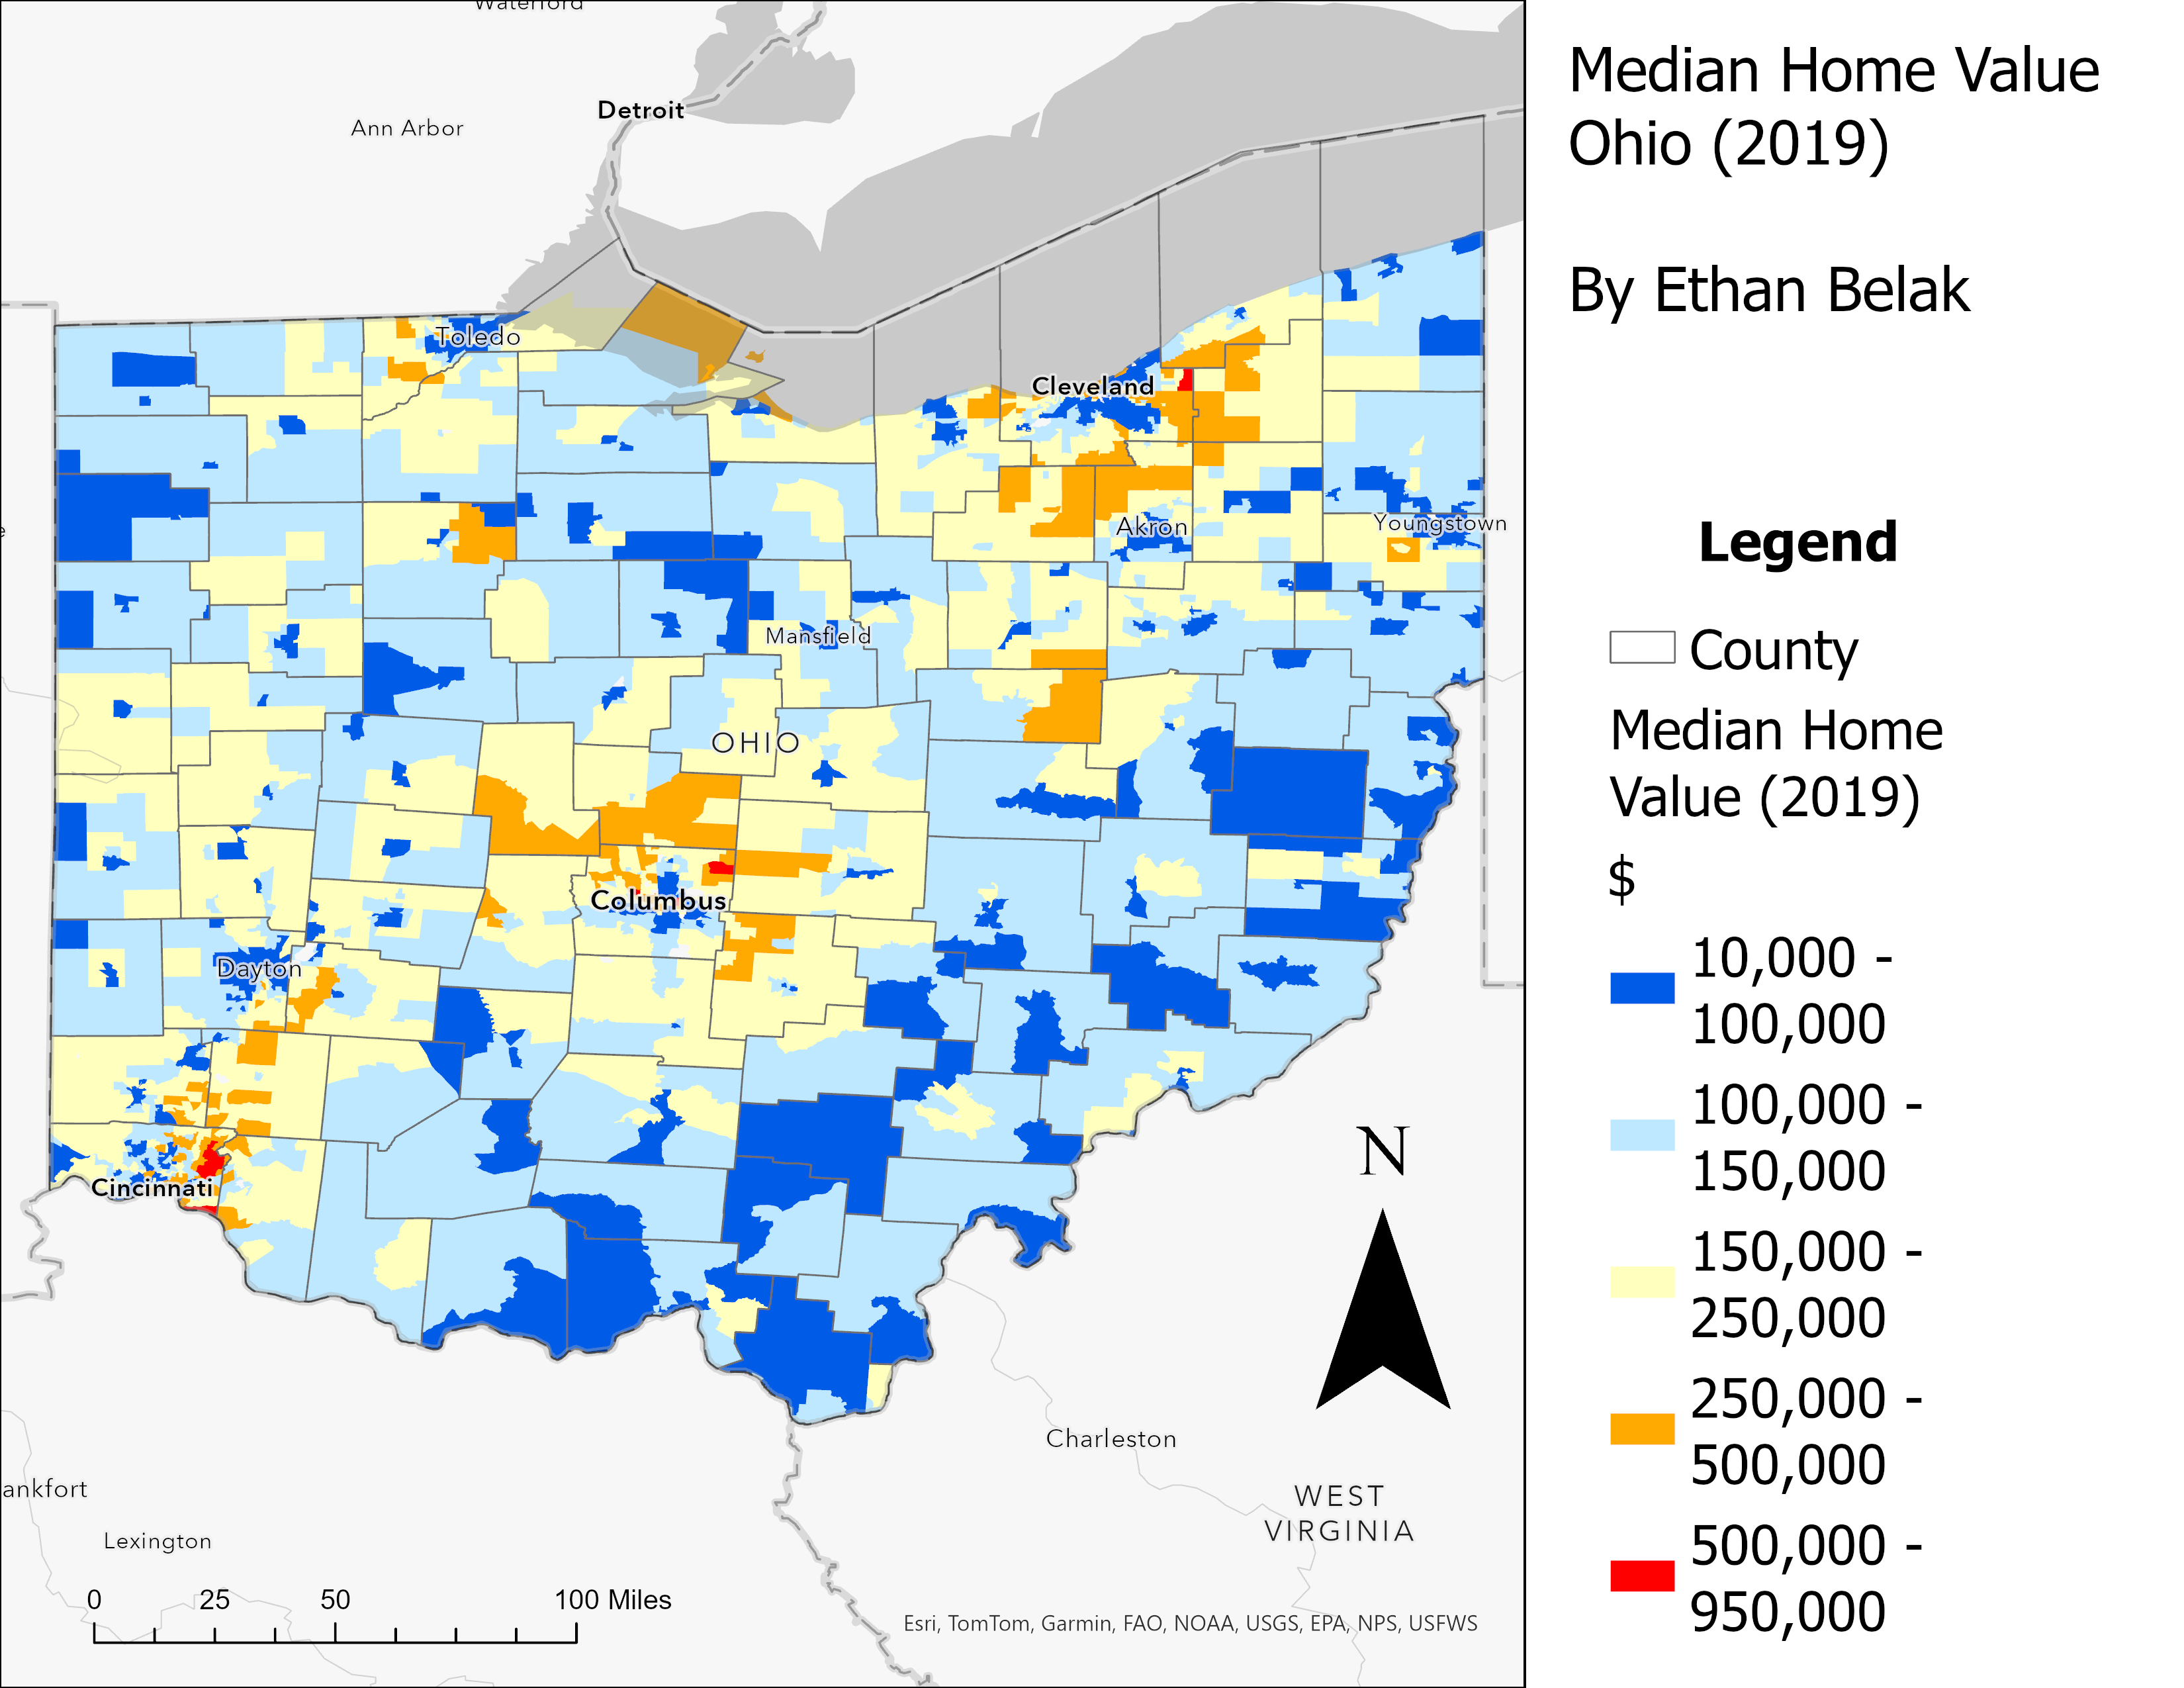 Waterford
Ann Arbor
Detroit
Toledo
Cleveland
Akron
Youngstown
Mansfield
OHIO
Columbus
Dayton
Cincinnati
N
Charleston
WEST
VIRGINIA
ankfort
Lexington
0 25 50 100 Miles
Esri, TomTom, Garmin, FAO, NOAA, USGS, EPA, NPS, USFWS
Median Home Value
Ohio (2019)
By Ethan Belak
Legend
County
Median Home
Value (2019)
$
10,000 -
100,000
100,000 -
150,000
150,000 -
250,000
250,000 -
500,000
500,000 -
950,000